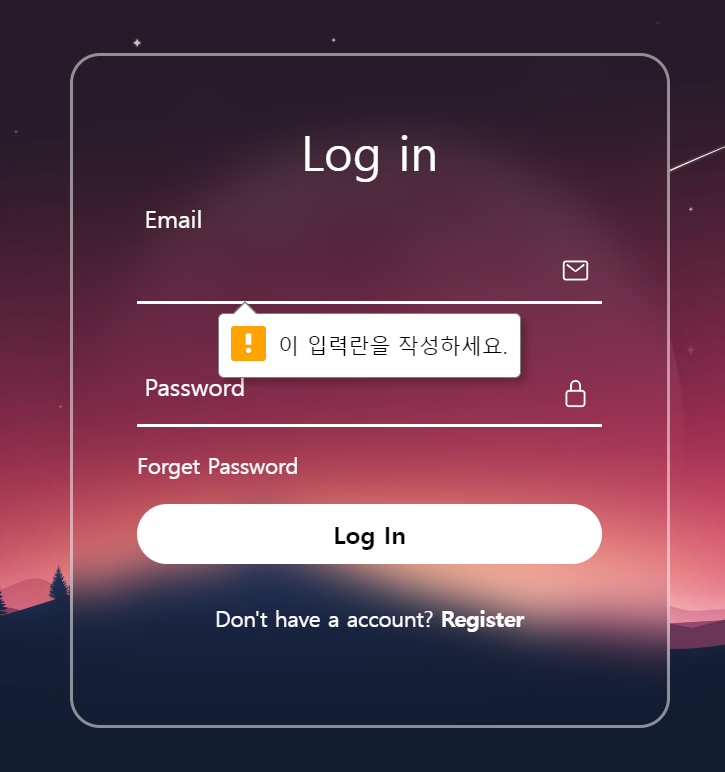 Log in
Email
이 입력란을 작성하세요.
Password
Forget Password
Log In
Don't have a account? Register